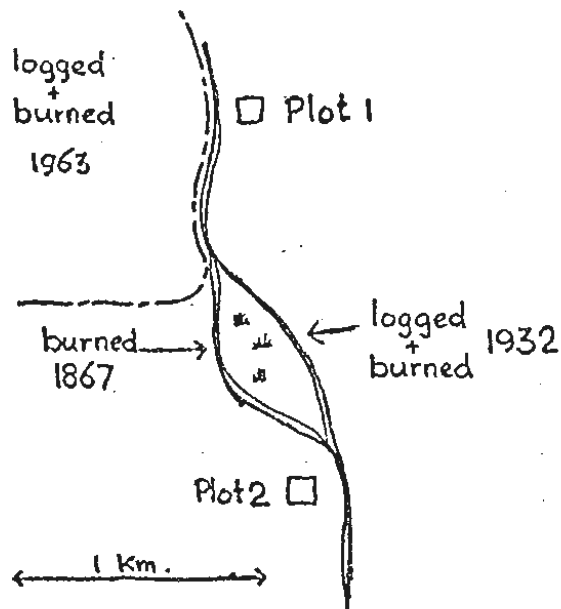 logged
+
burned
1963
Plot 1
burned
1867
logged
+
burned
1932
Plot 2
1 Km.